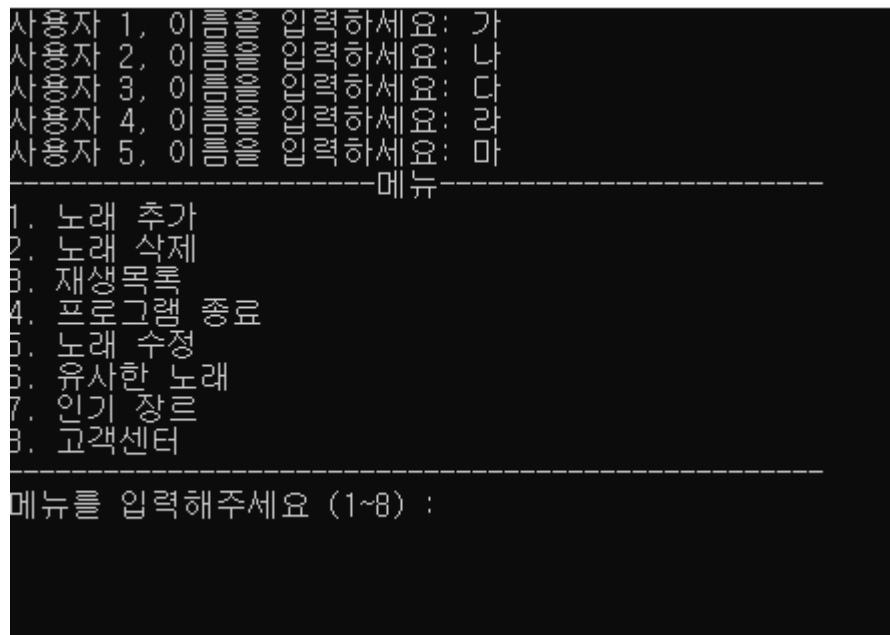 사용자 1, 이름을 입력하세요: 가
사용자 2, 이름을 입력하세요: 나
사용자 3, 이름을 입력하세요: 다
사용자 4, 이름을 입력하세요: 라
사용자 5, 이름을 입력하세요: 마
-----------------------메뉴------------------------
1. 노래 추가
2. 노래 삭제
3. 재생목록
4. 프로그램 종료
5. 노래 수정
6. 유사한 노래
7. 인기 장르
8. 고객센터
---------------------------------------------------
메뉴를 입력해주세요 (1~8) :